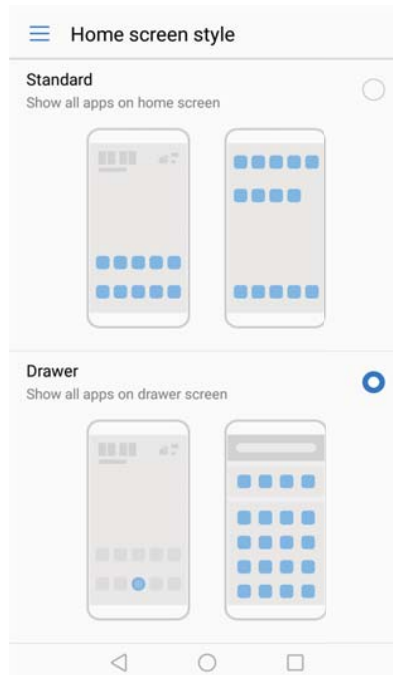 Home screen style
Standard
Show all apps on home screen
Drawer
Show all apps on drawer screen